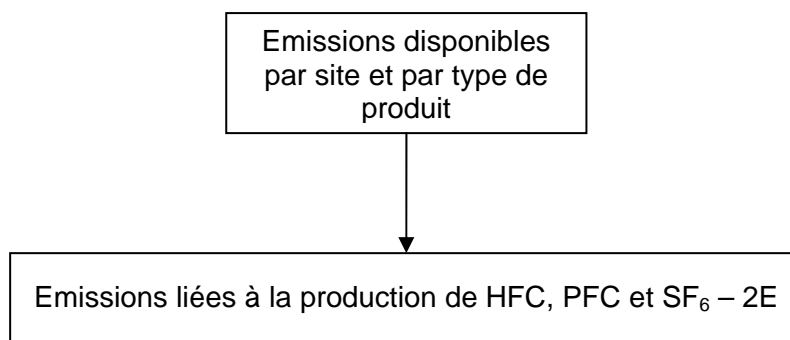 Emissions disponibles
par site et par type de
produit
Emissions liées à la production de HFC, PFC et SF₆ – 2E